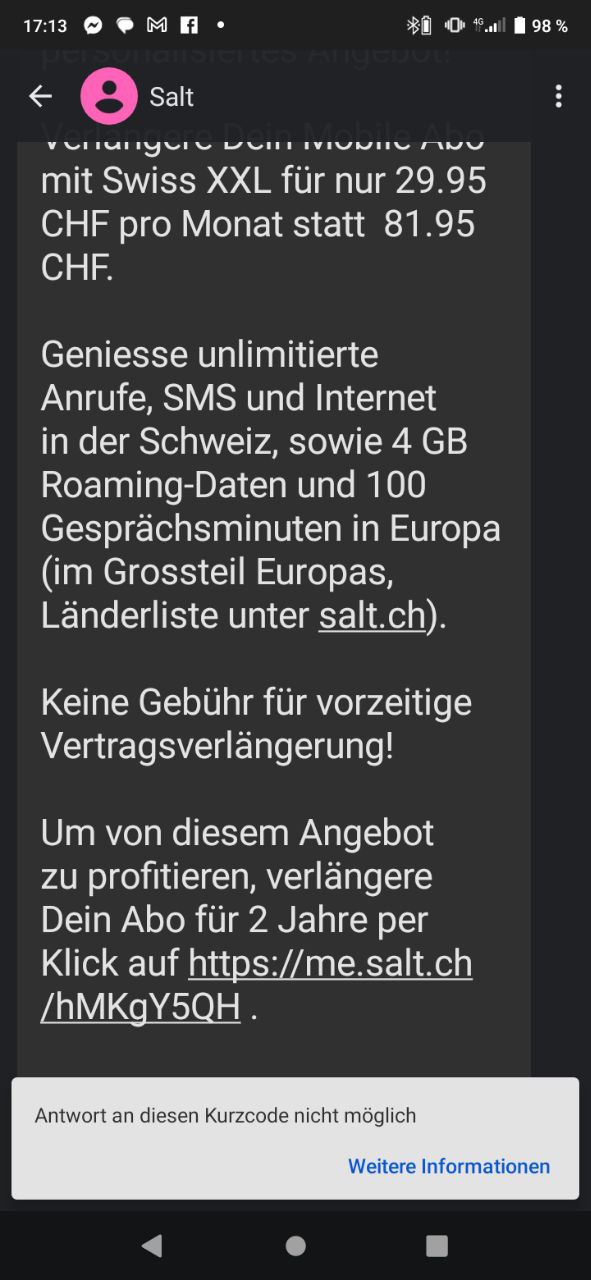 17:13
4G
98 %
personalisiertes Angebot!
Salt
Verlängere Dein Mobile Abo
mit Swiss XXL für nur 29.95
CHF pro Monat statt  81.95
CHF.
Geniesse unlimitierte
Anrufe, SMS und Internet
in der Schweiz, sowie 4 GB
Roaming-Daten und 100
Gesprächsminuten in Europa
(im Grossteil Europas,
Länderliste unter salt.ch).
Keine Gebühr für vorzeitige
Vertragsverlängerung!
Um von diesem Angebot
zu profitieren, verlängere
Dein Abo für 2 Jahre per
Klick auf https://me.salt.ch
/hMKgY5QH .
Antwort an diesen Kurzcode nicht möglich
Weitere Informationen